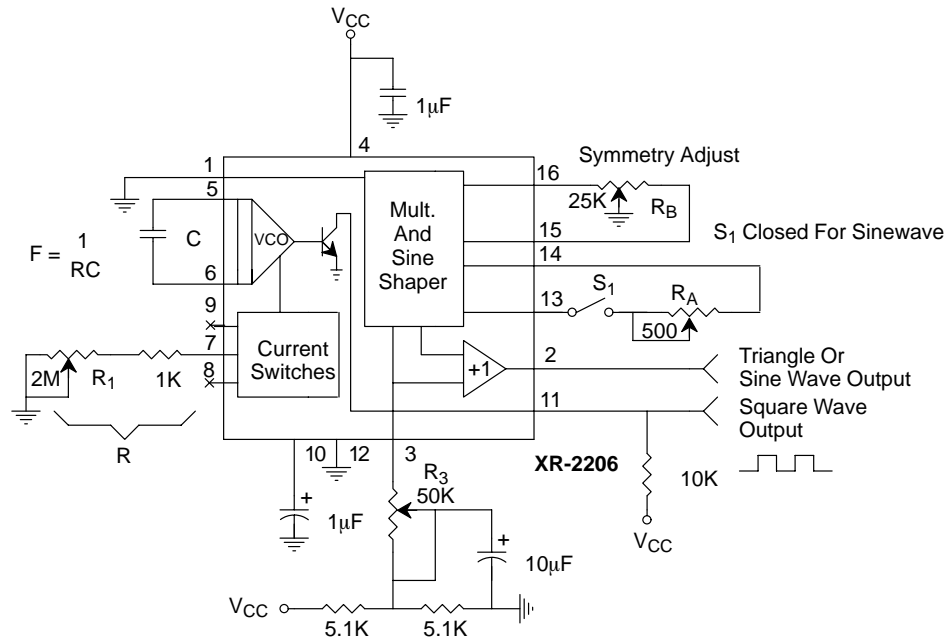 VCC
1μF
4
1
16
Symmetry Adjust
5
25K
RB
Mult.
And
Sine
Shaper
15
C
VCO
S1 Closed For Sinewave
F = 1
RC
14
6
S1
RA
13
9
500
7
Current
Switches
2
Triangle Or
Sine Wave Output
+1
2M
R1
1K
8
11
Square Wave
Output
R
10
12
3
XR-2206
10K
R3
50K
+
1μF
+
VCC
10μF
VCC
5.1K
5.1K